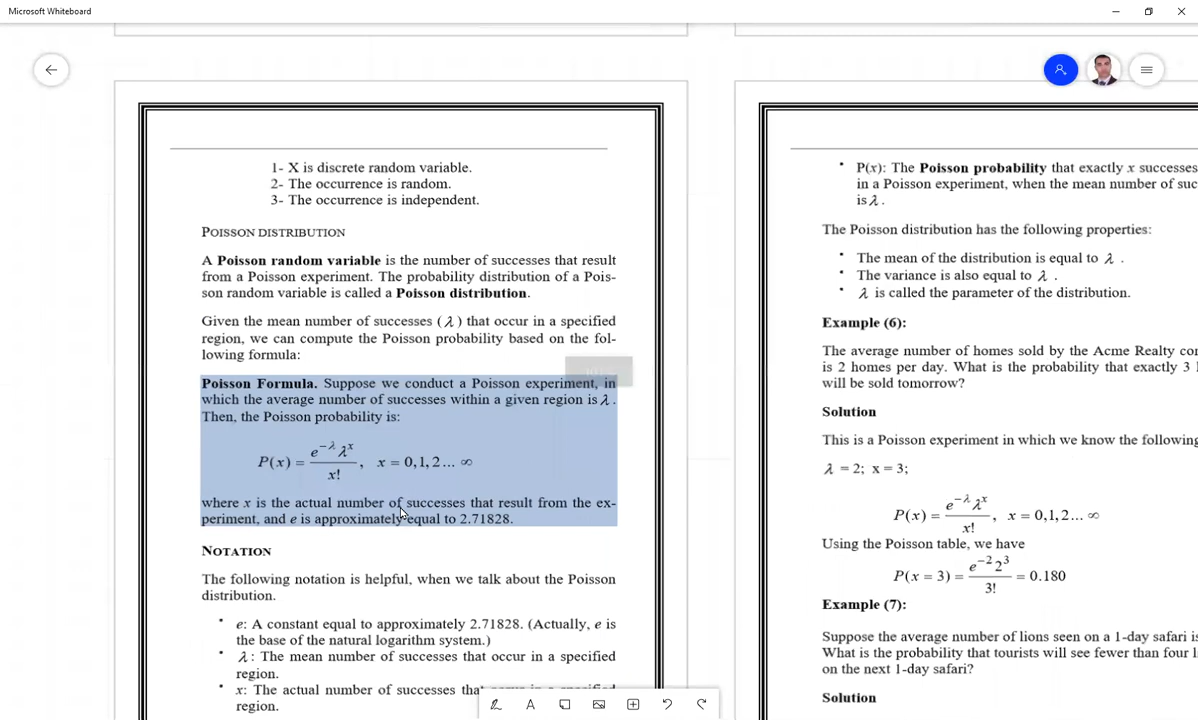 Microsoft Whiteboard
1- X is discrete random variable.
2- The occurrence is random.
3- The occurrence is independent.
POISSON DISTRIBUTION
A Poisson random variable is the number of successes that result
from a Poisson experiment. The probability distribution of a Pois-
son random variable is called a Poisson distribution.
Given the mean number of successes (λ) that occur in a specified
region, we can compute the Poisson probability based on the fol-
lowing formula:
Poisson Formula. Suppose we conduct a Poisson experiment, in
which the average number of successes within a given region is λ.
Then, the Poisson probability is:
P(x) = e^−λ λ^x / x!, x = 0,1,2... ∞
where x is the actual number of successes that result from the ex-
periment, and e is approximately equal to 2.71828.
NOTATION
The following notation is helpful, when we talk about the Poisson
distribution.
• e: A constant equal to approximately 2.71828. (Actually, e is
the base of the natural logarithm system.)
• λ: The mean number of successes that occur in a specified
region.
• x: The actual number of successes
region.
• P(x): The Poisson probability that exactly x successes
in a Poisson experiment, when the mean number of suc
is λ.
The Poisson distribution has the following properties:
• The mean of the distribution is equal to λ .
• The variance is also equal to λ .
• λ is called the parameter of the distribution.
Example (6):
The average number of homes sold by the Acme Realty co
is 2 homes per day. What is the probability that exactly 3
will be sold tomorrow?
Solution
This is a Poisson experiment in which we know the following
λ = 2; x = 3;
P(x) = e^−λ λ^x / x!, x = 0,1,2... ∞
Using the Poisson table, we have
P(x = 3) = e^−2 2^3 / 3! = 0.180
Example (7):
Suppose the average number of lions seen on a 1-day safari is
What is the probability that tourists will see fewer than four l
on the next 1-day safari?
Solution